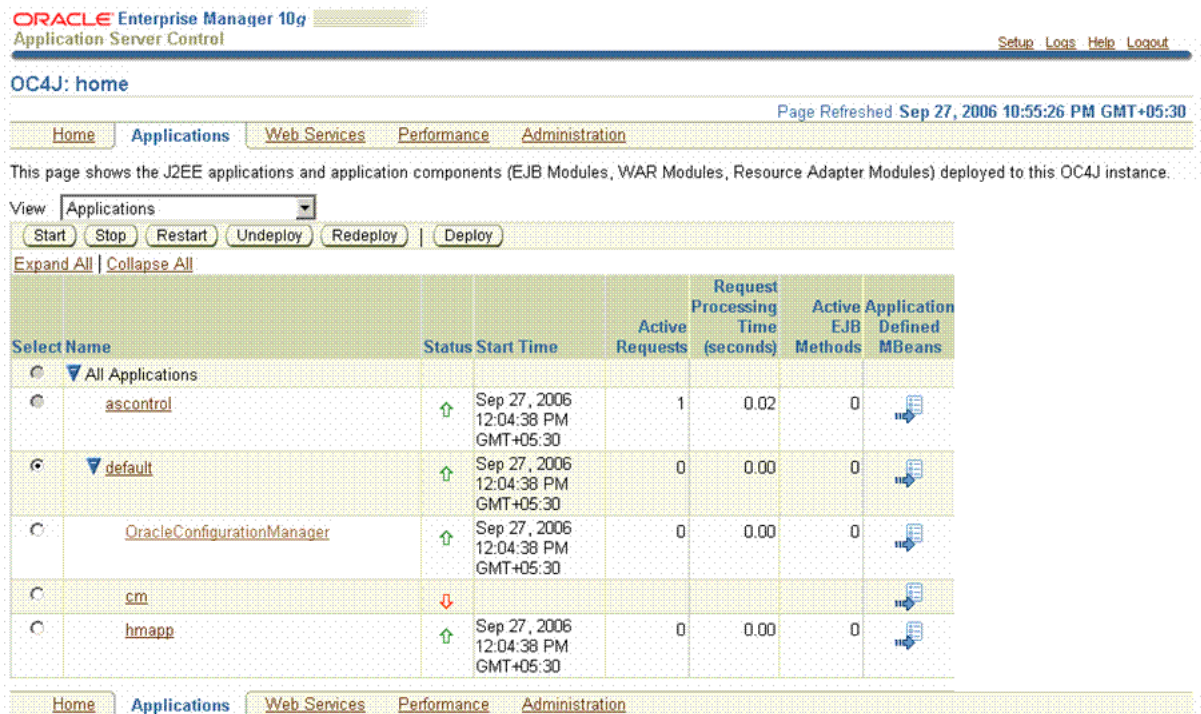 ORACLE Enterprise Manager 10g
Application Server Control
Setup Logs Help Logout
OC4J: home
Page Refreshed Sep 27, 2006 10:55:26 PM GMT+05:30
Home Applications Web Services Performance Administration
This page shows the J2EE applications and application components (EJB Modules, WAR Modules, Resource Adapter Modules) deployed to this OC4J instance.
View Applications
Start Stop Restart Undeploy Redeploy | Deploy
Expand All | Collapse All
Select Name Status Start Time Active Requests Request Processing Time (seconds) Active EJB Methods Application Defined MBeans
All Applications
ascontrol Sep 27, 2006 12:04:38 PM GMT+05:30 1 0.02 0
default Sep 27, 2006 12:04:38 PM GMT+05:30 0 0.00 0
OracleConfigurationManager Sep 27, 2006 12:04:38 PM GMT+05:30 0 0.00 0
cm
hmapp Sep 27, 2006 12:04:38 PM GMT+05:30 0 0.00 0
Home Applications Web Services Performance Administration